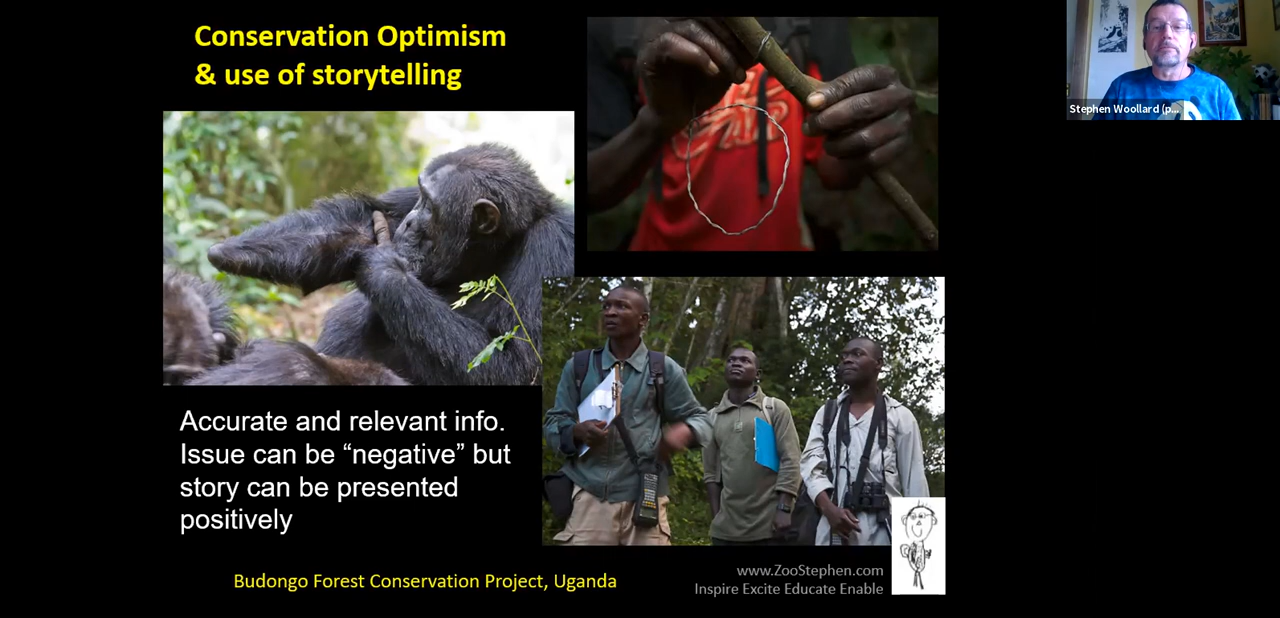 Conservation Optimism
& use of storytelling
Stephen Woollard (p...
Accurate and relevant info.
Issue can be “negative” but
story can be presented
positively
Budongo Forest Conservation Project, Uganda
www.ZooStephen.com
Inspire Excite Educate Enable